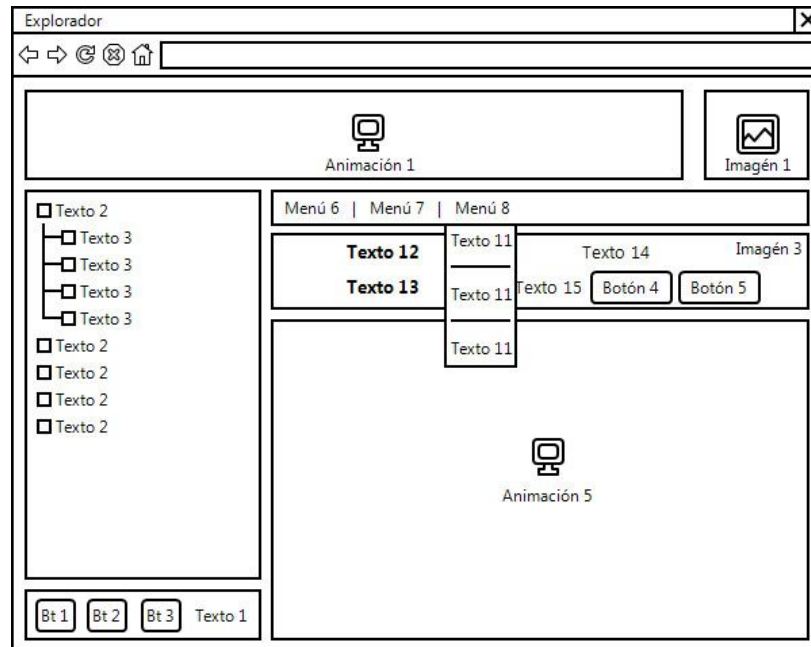 Explorador
Animación 1
Imagén 1
Texto 2
Texto 3
Texto 3
Texto 3
Texto 3
Texto 2
Texto 2
Texto 2
Texto 2
Bt 1 Bt 2 Bt 3 Texto 1
Menú 6 | Menú 7 | Menú 8
Texto 11
Texto 11
Texto 11
Texto 12 Texto 14 Imagén 3
Texto 13 Texto 15 Botón 4 Botón 5
Animación 5